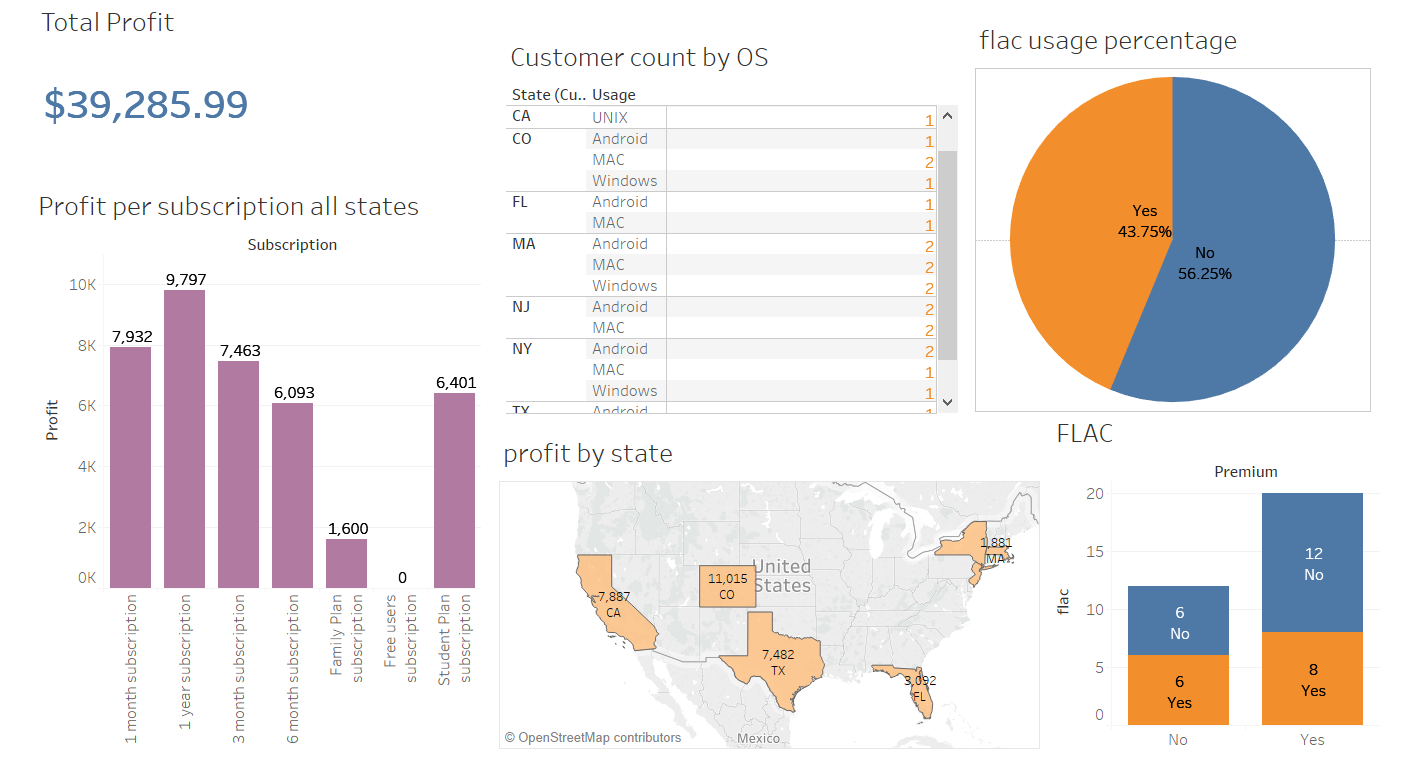 Total Profit
$39,285.99
Profit per subscription all states
Subscription
10K
8K
6K
4K
2K
0K
Profit
7,932
9,797
7,463
6,093
1,600
0
6,401
1 month subscription
1 year subscription
3 month subscription
6 month subscription
Family Plan
subscription
Free users
subscription
Student Plan
subscription
Customer count by OS
State (Cu.. Usage
CA UNIX 1
CO Android 1
MAC 2
Windows 1
FL Android 1
MAC 1
MA Android 2
MAC 2
Windows 2
NJ Android 2
MAC 2
NY Android 2
MAC 1
Windows 1
TX Android 1
profit by state
7,887
CA
11,015
CO
7,482
TX
3,092
FL
1,881
MA
United
States
Mexico
© OpenStreetMap contributors
flac usage percentage
Yes
43.75%
No
56.25%
FLAC
Premium
20
15
10
5
0
flac
6
No
6
Yes
12
No
8
Yes
No
Yes